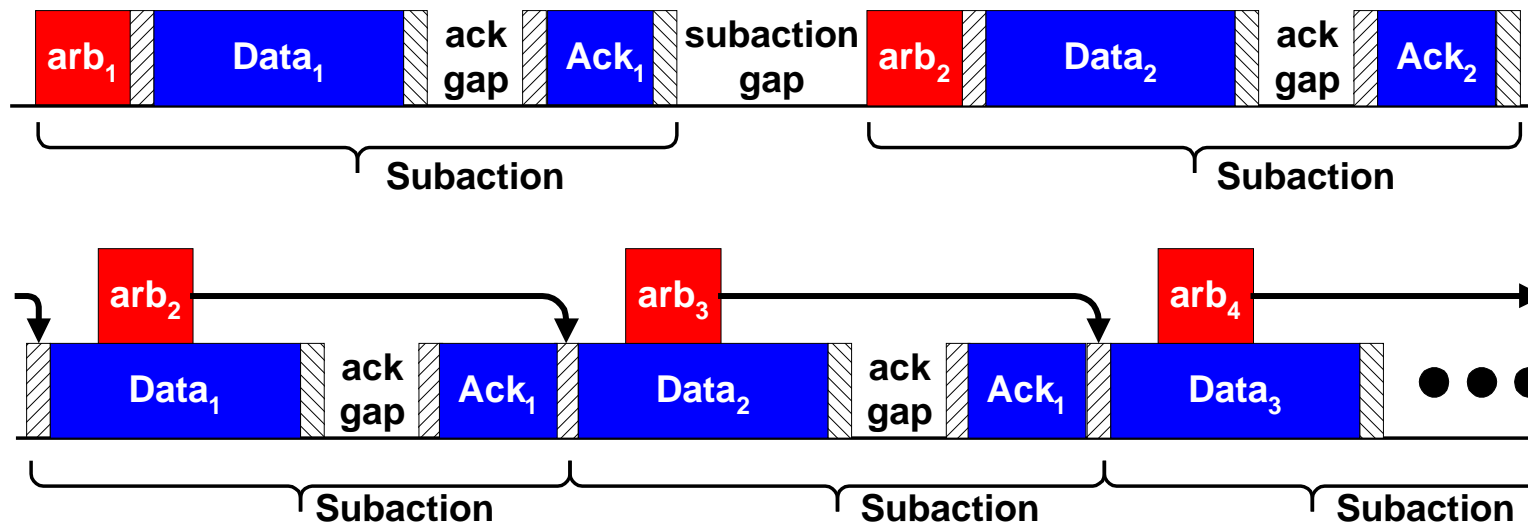 arb1 Data1 ack gap Ack1 subaction gap arb2 Data2 ack gap Ack2
Subaction Subaction
arb2 arb3 arb4
Data1 ack gap Ack1 Data2 ack gap Ack1 Data3
Subaction Subaction Subaction